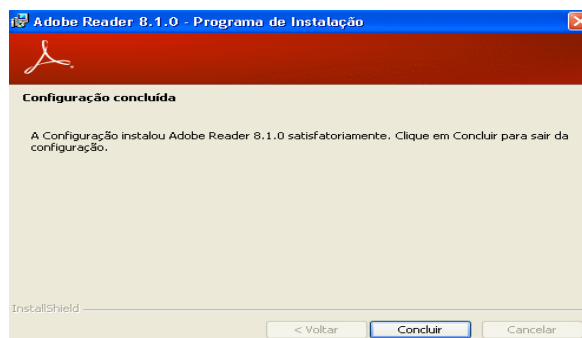 Adobe Reader 8.1.0 - Programa de Instalação
Configuração concluída
A Configuração instalou Adobe Reader 8.1.0 satisfatoriamente. Clique em Concluir para sair da
configuração.
InstallShield
< Voltar
Concluir
Cancelar